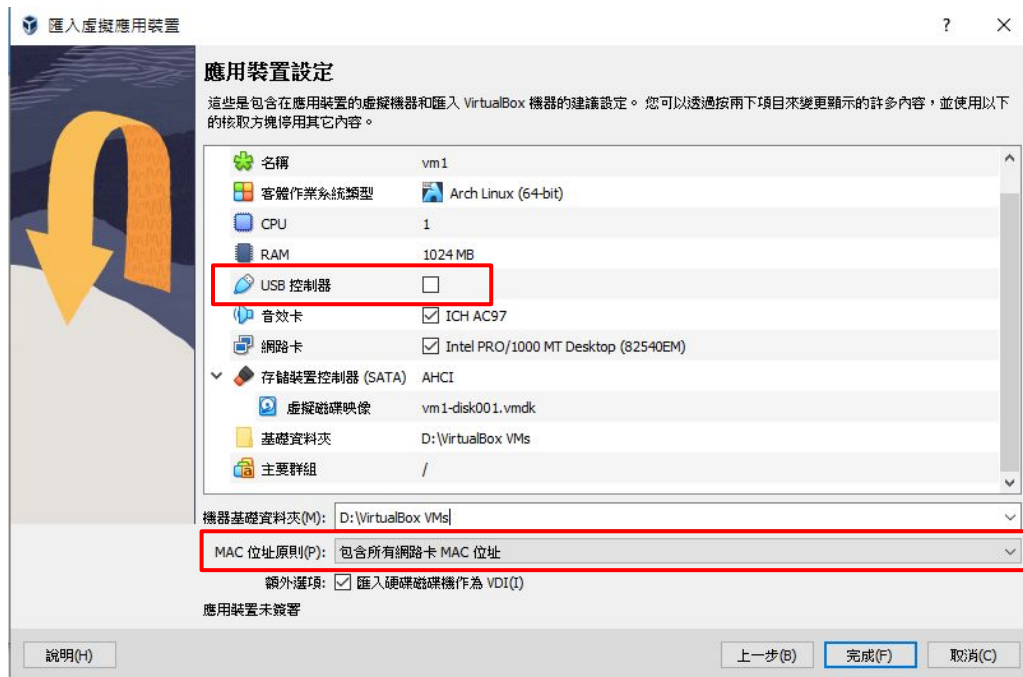 匯入虛擬應用裝置
應用裝置設定
這些是包含在應用裝置的虛擬機器和匯入 VirtualBox 機器的建議設定。 您可以透過按兩下項目來變更顯示的許多內容,並使用以下
的核取方塊停用其它內容。
名稱 vm1
客體作業系統類型 Arch Linux (64-bit)
CPU 1
RAM 1024 MB
USB 控制器
音效卡 ICH AC97
網路卡 Intel PRO/1000 MT Desktop (82540EM)
存儲裝置控制器 (SATA) AHCI
虛擬磁碟映像 vm1-disk001.vmdk
基礎資料夾 D:\VirtualBox VMs
主要群組 /
機器基礎資料夾(M): D:\VirtualBox VMs
MAC 位址原則(P): 包含所有網路卡 MAC 位址
額外選項: 匯入硬碟磁碟機作為 VDI(I)
應用裝置未簽署
說明(H) 上一步(B) 完成(F) 取消(C)